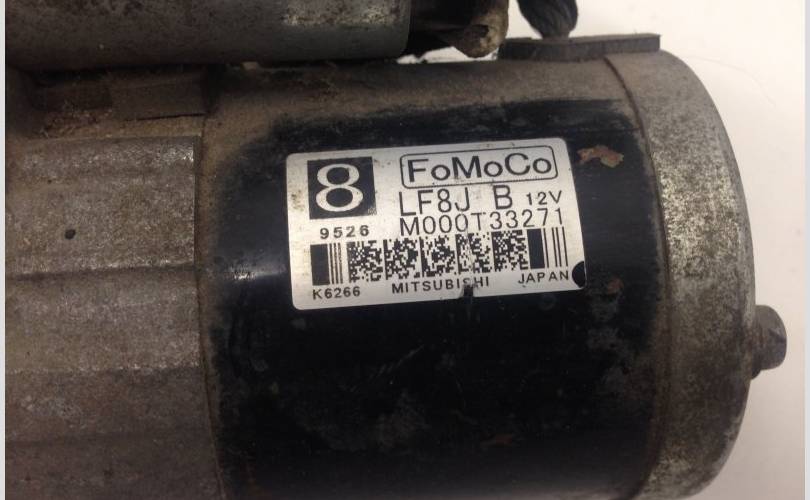 8 FoMoCo
LF8J B 12V
9526 M000T33271
K6266 MITSUBISHI JAPAN